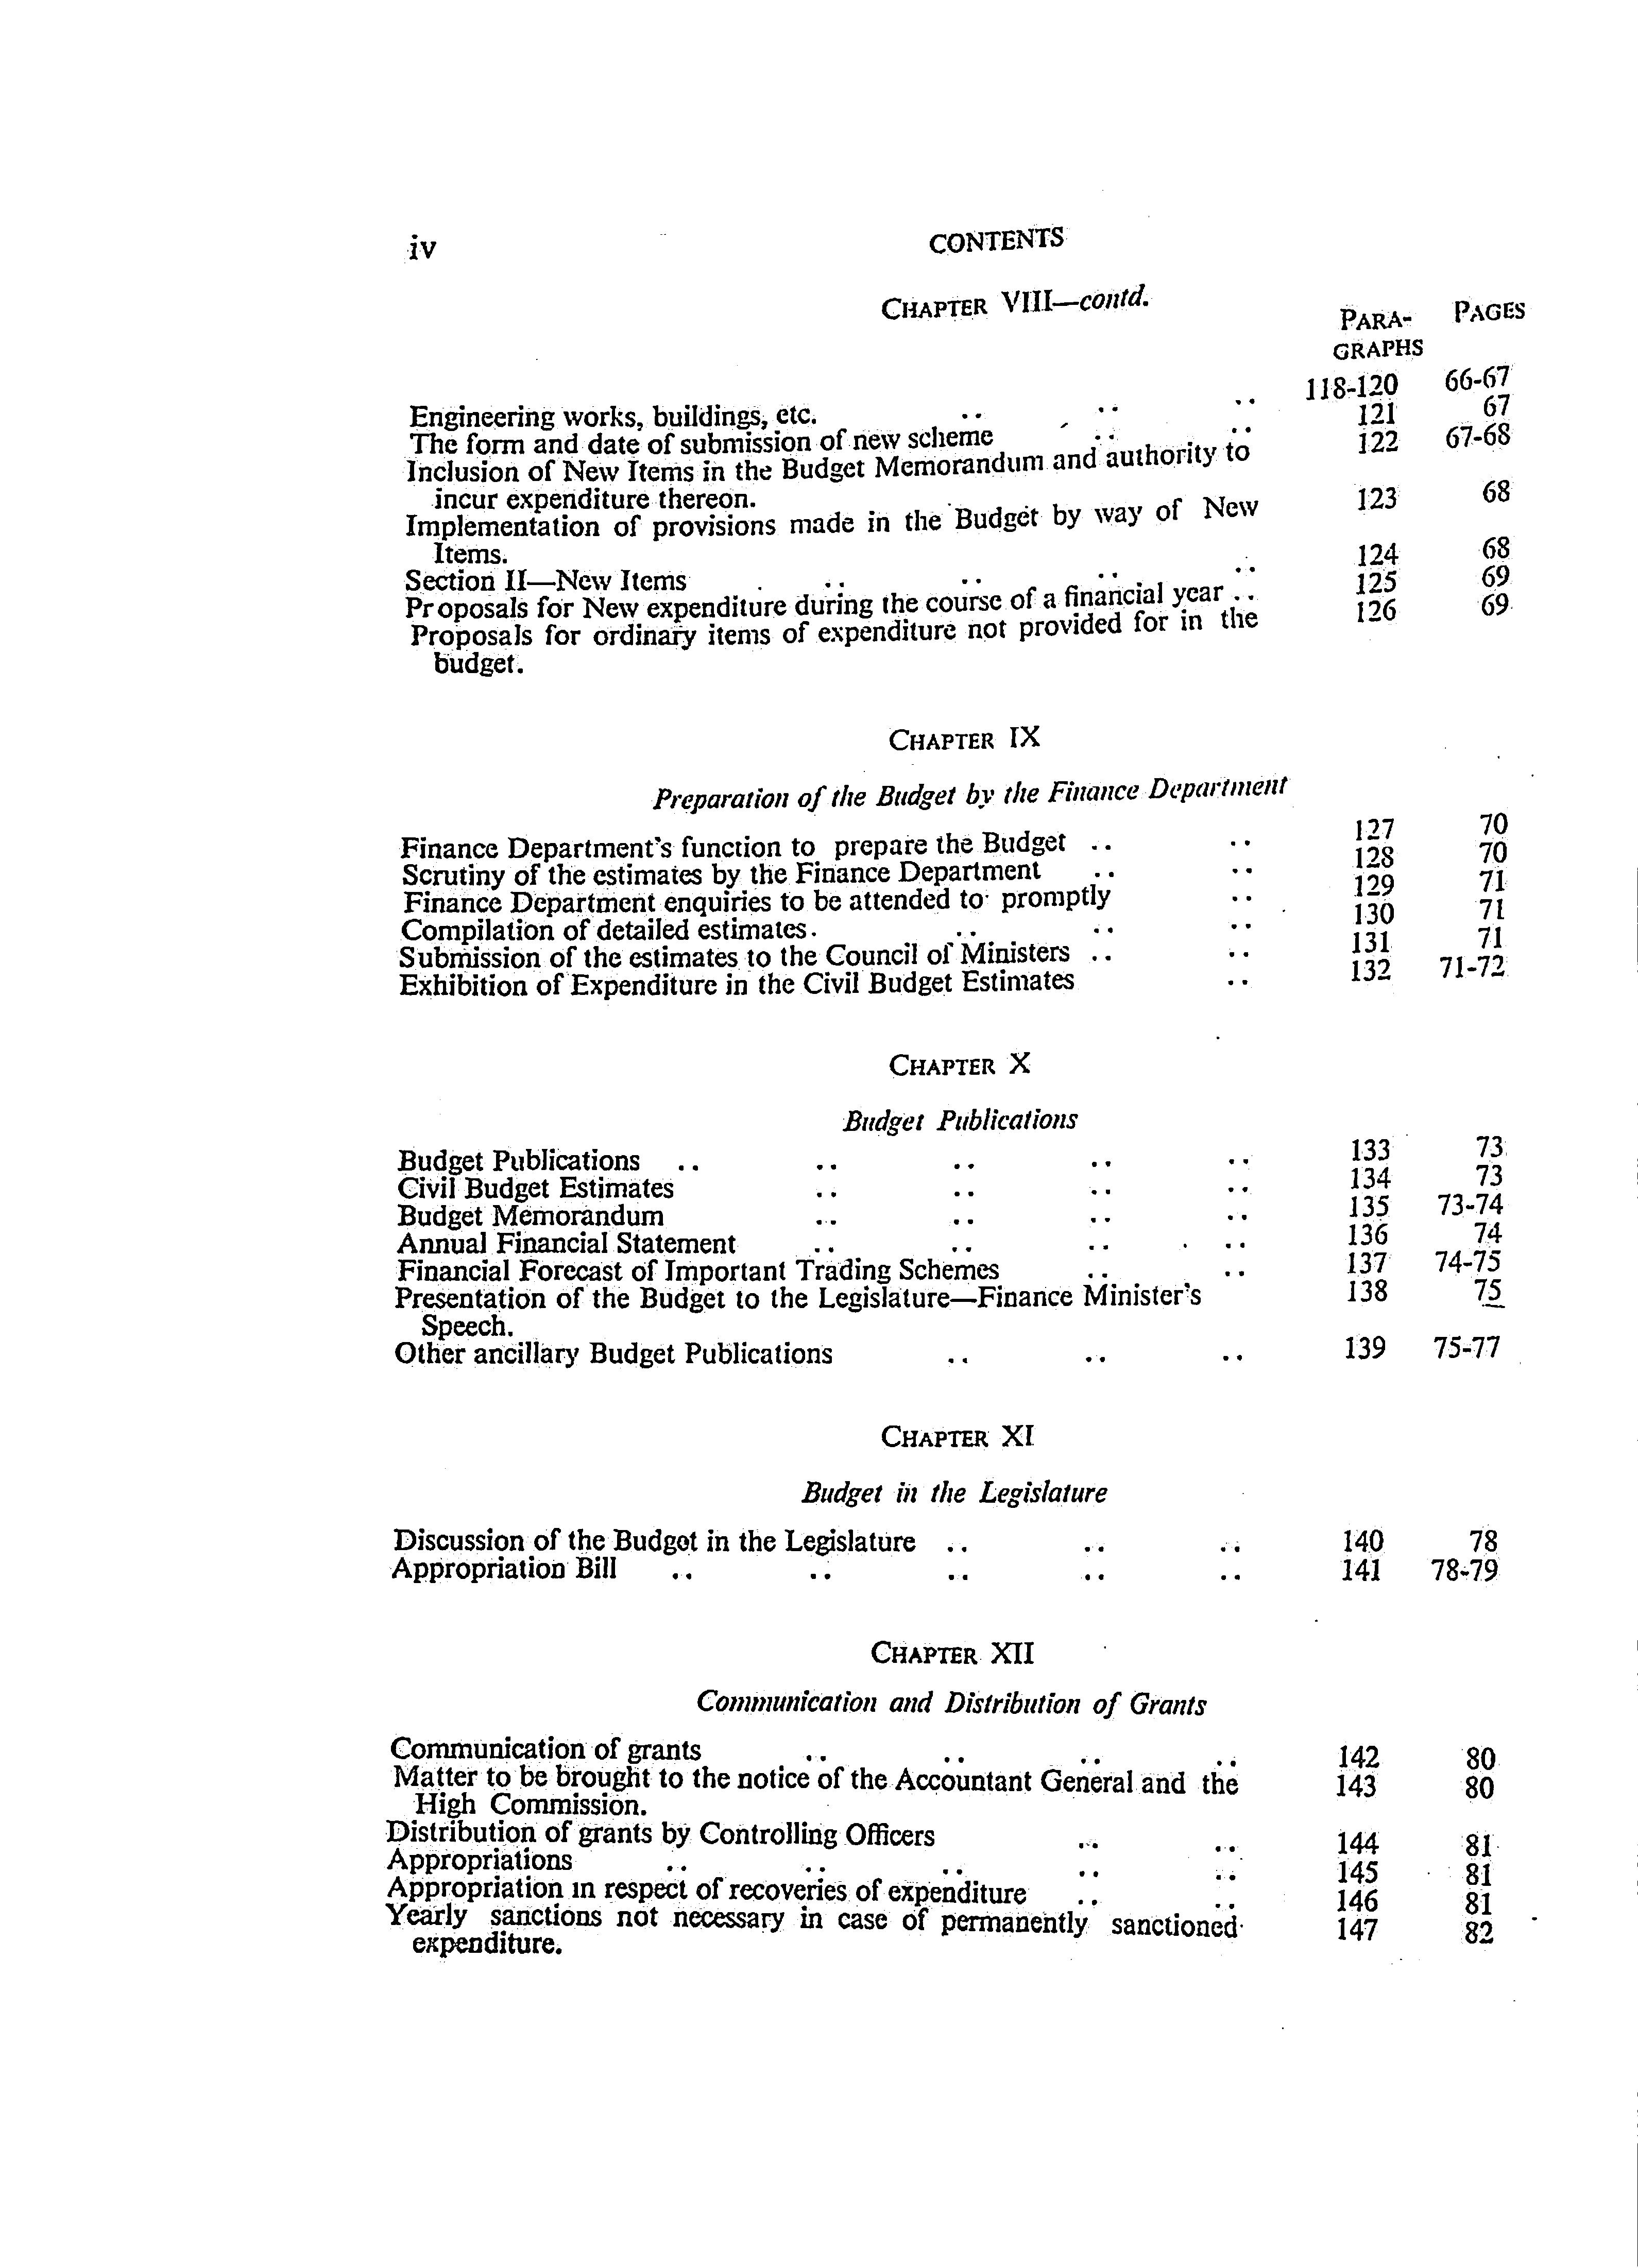 iv CONTENTS
CHAPTER VIII—contd.
PARA- PAGES
GRAPHS
Engineering works, buildings, etc. .. .. .. 118-120 66-67
The form and date of submission of new scheme .. .. 121 67
Inclusion of New Items in the Budget Memorandum and authority to 122 67-68
incur expenditure thereon.
Implementation of provisions made in the Budget by way of New 123 68
Items.
Section II—New Items .. .. .. .. 124 68
Proposals for New expenditure during the course of a financial year .. 125 69
Proposals for ordinary items of expenditure not provided for in the 126 69
budget.
CHAPTER IX
Preparation of the Budget by the Finance Department
Finance Department's function to prepare the Budget .. .. 127 70
Scrutiny of the estimates by the Finance Department .. .. 128 70
Finance Department enquiries to be attended to promptly .. 129 71
Compilation of detailed estimates. .. .. .. 130 71
Submission of the estimates to the Council of Ministers .. .. 131 71
Exhibition of Expenditure in the Civil Budget Estimates .. 132 71-72
CHAPTER X
Budget Publications
Budget Publications .. .. .. .. .. 133 73
Civil Budget Estimates .. .. .. .. 134 73
Budget Memorandum .. .. .. .. 135 73-74
Annual Financial Statement .. .. .. .. 136 74
Financial Forecast of Important Trading Schemes .. .. 137 74-75
Presentation of the Budget to the Legislature—Finance Minister's 138 75
Speech.
Other ancillary Budget Publications .. .. .. 139 75-77
CHAPTER XI
Budget in the Legislature
Discussion of the Budget in the Legislature .. .. .. 140 78
Appropriation Bill .. .. .. .. .. 141 78-79
CHAPTER XII
Communication and Distribution of Grants
Communication of grants .. .. .. .. 142 80
Matter to be brought to the notice of the Accountant General and the 143 80
High Commission.
Distribution of grants by Controlling Officers .. .. 144 81
Appropriations .. .. .. .. .. 145 81
Appropriation in respect of recoveries of expenditure .. .. 146 81
Yearly sanctions not necessary in case of permanently sanctioned 147 82
expenditure.